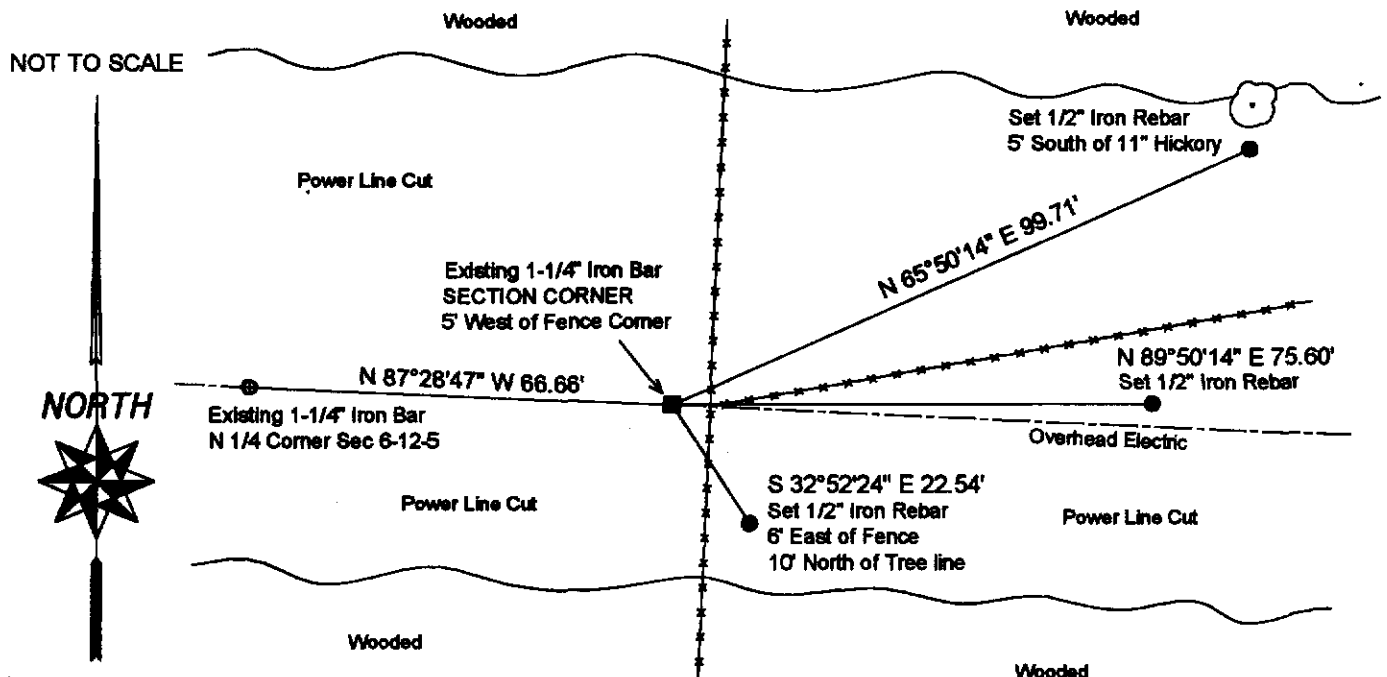 Wooded
Wooded
NOT TO SCALE
Set 1/2" Iron Rebar
5' South of 11" Hickory
Power Line Cut
N 65°50'14" E 99.71'
Existing 1-1/4" Iron Bar
SECTION CORNER
5' West of Fence Corner
N 89°50'14" E 75.60'
Set 1/2" Iron Rebar
N 87°28'47" W 66.66'
NORTH
Existing 1-1/4" Iron Bar
N 1/4 Corner Sec 6-12-5
Overhead Electric
S 32°52'24" E 22.54'
Set 1/2" Iron Rebar
6' East of Fence
10' North of Tree line
Power Line Cut
Power Line Cut
Wooded
Wooded